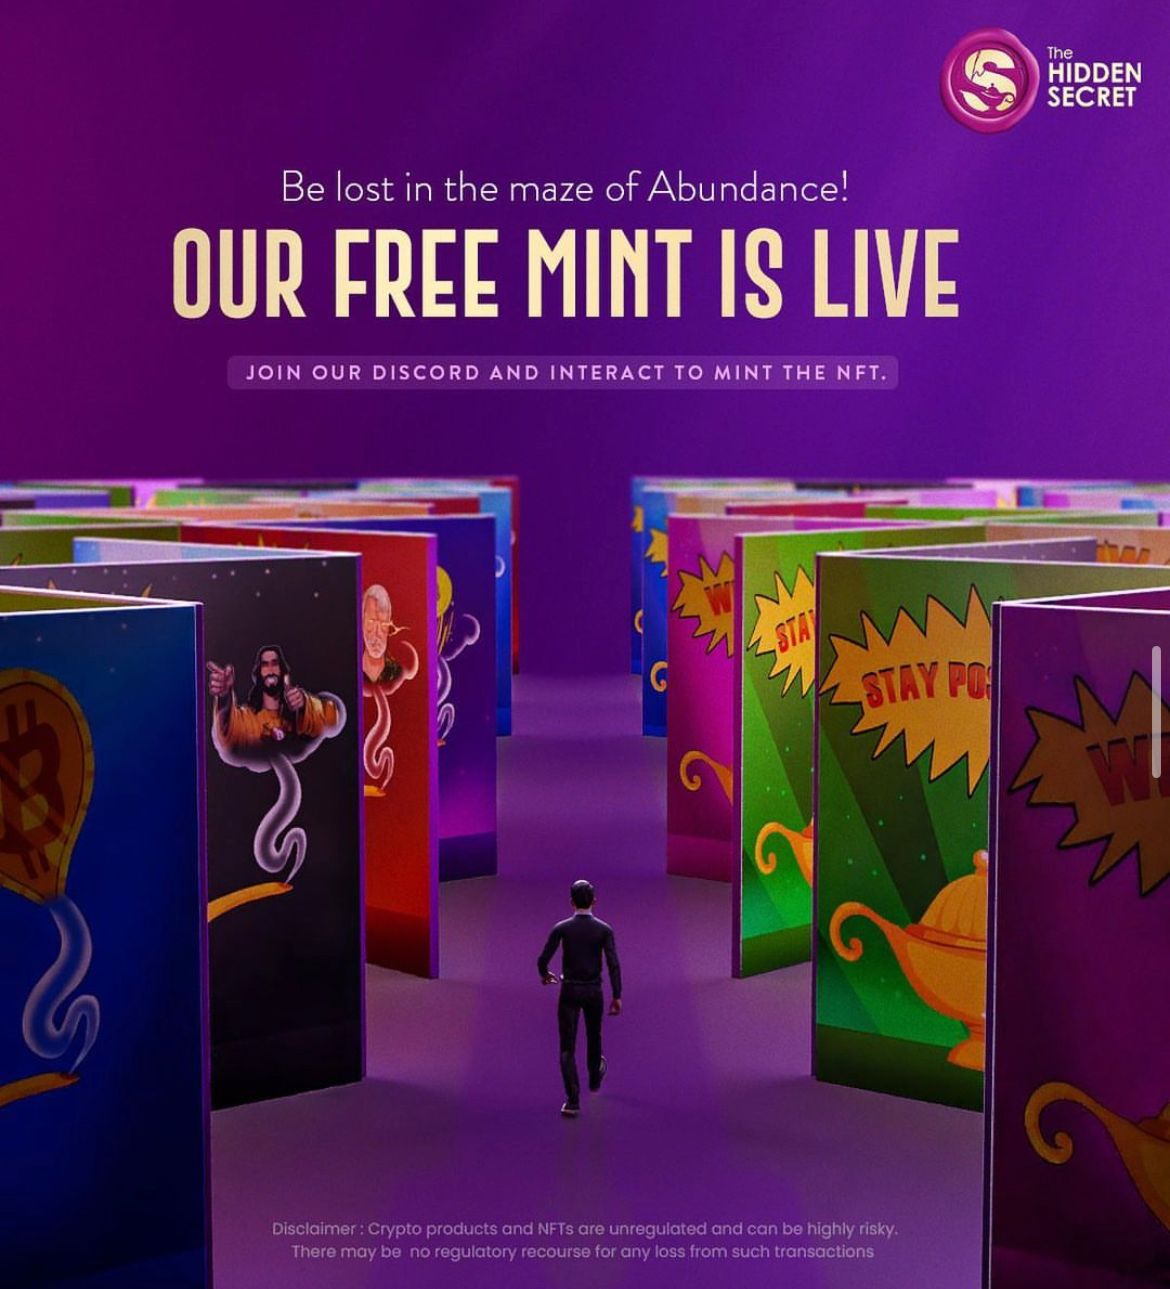 The
HIDDEN
SECRET
Be lost in the maze of Abundance!
OUR FREE MINT IS LIVE
JOIN OUR DISCORD AND INTERACT TO MINT THE NFT.
STAY
STAY
Disclaimer : Crypto products and NFTs are unregulated and can be highly risky.
There may be no regulatory recourse for any loss from such transactions